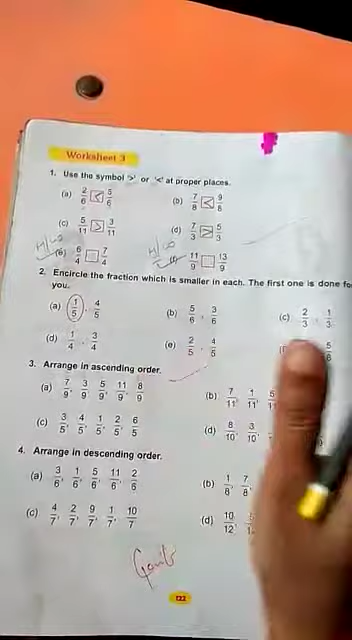 Worksheet 3
1. Use the symbol '>' or '<' at proper places.
(a) 2/6 < 5/6 (b) 7/8 < 9/8
(c) 5/11 > 3/11 (d) 7/3 > 5/3
H/W H/W
(e) 6/4 □ 7/4 (f) 11/9 □ 13/9
2. Encircle the fraction which is smaller in each. The first one is done fo
you.
(a) 1/5, 4/5 (b) 5/6, 3/6 (c) 2/3, 1/3
(d) 1/4, 3/4 (e) 2/5, 4/5
3. Arrange in ascending order.
(a) 7/9, 3/9, 5/9, 11/9, 8/9 (b) 7/11, 1/11, 5/11
(c) 3/5, 4/5, 1/5, 2/5, 6/5 (d) 8/10, 3/10,
4. Arrange in descending order.
(a) 3/6, 1/6, 5/6, 11/6, 2/6 (b) 1/8, 7/8,
(c) 4/7, 2/7, 9/7, 1/7, 10/7 (d) 10/12,
122